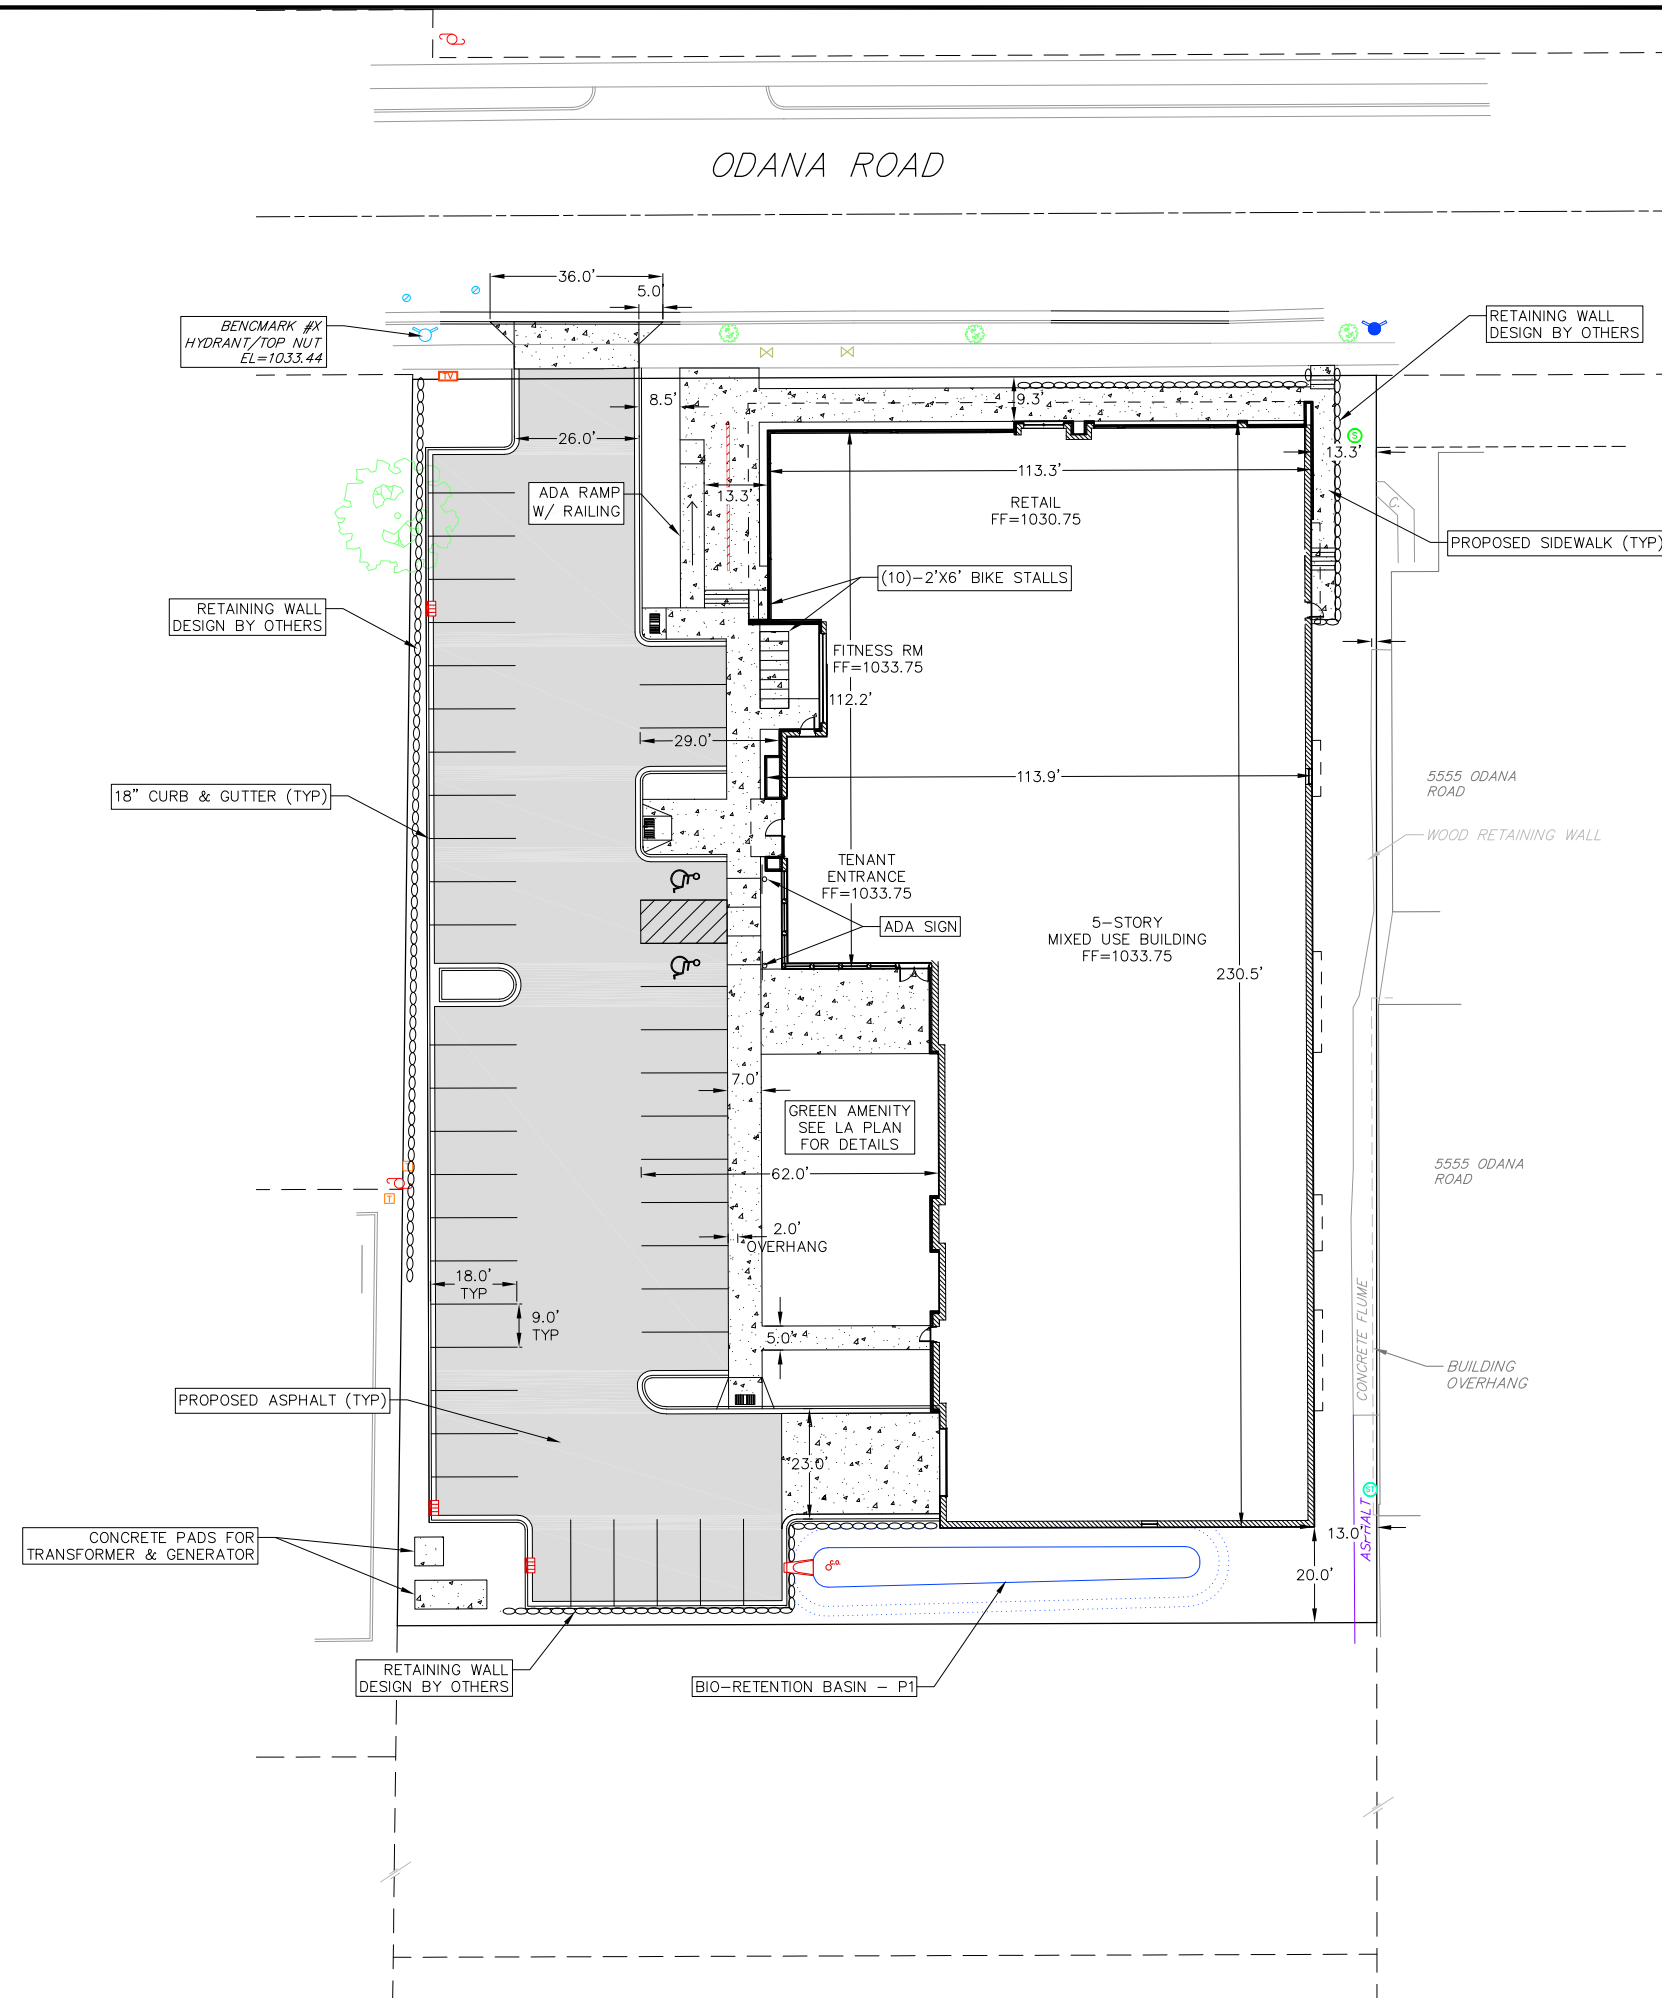 ODANA ROAD
36.0'
5.0'
BENCMARK #X
HYDRANT/TOP NUT
EL=1033.44
RETAINING WALL
DESIGN BY OTHERS
TV
8.5'
9.3'
26.0'
S
13.3'
113.3'
ADA RAMP
W/ RAILING
13.3'
RETAIL
FF=1030.75
G
PROPOSED SIDEWALK (TYP)
(10)-2'X6' BIKE STALLS
RETAINING WALL
DESIGN BY OTHERS
FITNESS RM
FF=1033.75
112.2'
29.0'
113.9'
5555 ODANA
ROAD
18" CURB & GUTTER (TYP)
WOOD RETAINING WALL
TENANT
ENTRANCE
FF=1033.75
ADA SIGN
5-STORY
MIXED USE BUILDING
FF=1033.75
230.5'
7.0'
GREEN AMENITY
SEE LA PLAN
FOR DETAILS
62.0'
5555 ODANA
ROAD
T
2.0'
OVERHANG
18.0'
TYP
9.0'
TYP
5.0'
CONCRETE FLUME
BUILDING
OVERHANG
PROPOSED ASPHALT (TYP)
23.0'
ST
ASPHALT
13.0'
CONCRETE PADS FOR
TRANSFORMER & GENERATOR
C.O.
20.0'
RETAINING WALL
DESIGN BY OTHERS
BIO-RETENTION BASIN - P1